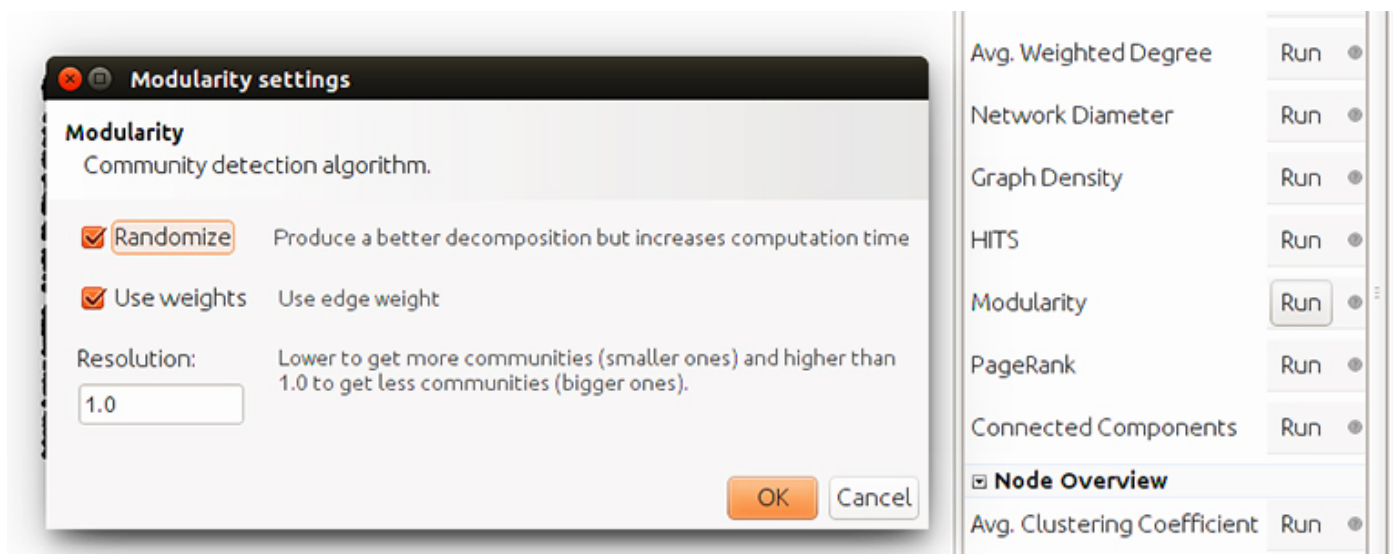 Modularity settings
Modularity
Community detection algorithm.
Randomize Produce a better decomposition but increases computation time
Use weights Use edge weight
Resolution: Lower to get more communities (smaller ones) and higher than
1.0 to get less communities (bigger ones).
1.0
OK Cancel
Avg. Weighted Degree Run
Network Diameter Run
Graph Density Run
HITS Run
Modularity Run
PageRank Run
Connected Components Run
Node Overview
Avg. Clustering Coefficient Run